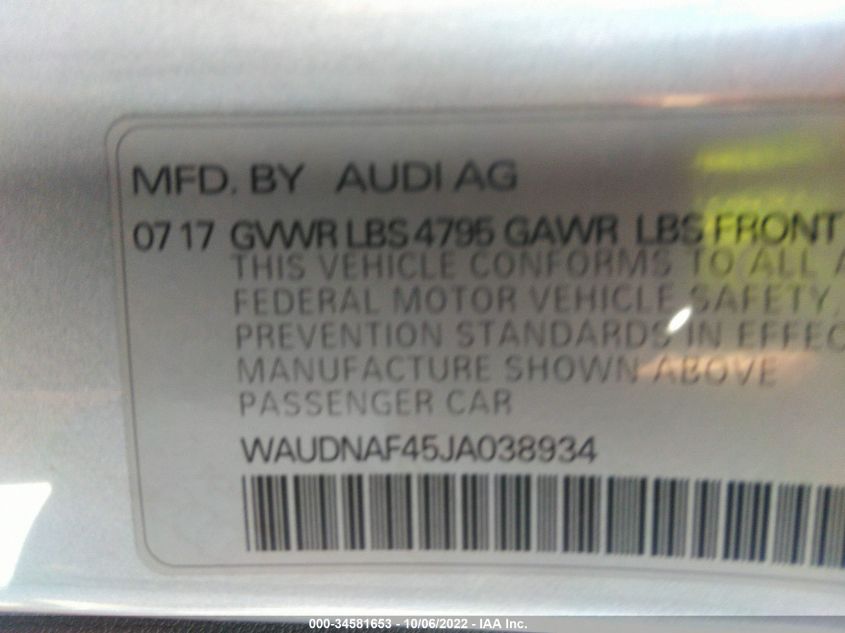 MFD. BY AUDI AG
07 17 GVWR LBS 4795 GAWR LBS FRONT
THIS VEHICLE CONFORMS TO ALL A
FEDERAL MOTOR VEHICLE SAFETY,
PREVENTION STANDARDS IN EFFEC
MANUFACTURE SHOWN ABOVE
PASSENGER CAR
WAUDNAF45JA038934
000-34581653 - 10/06/2022 - IAA Inc.